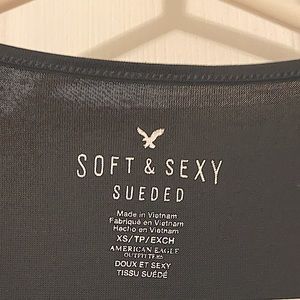 SOFT & SEXY
SUEDED
Made in Vietnam
Fabriqué en Vietnam
Hecho en Vietnam
XS/TP/EXCH
AMERICAN EAGLE
OUTFITTERS
DOUX ET SEXY
TISSU SUÉDÉ